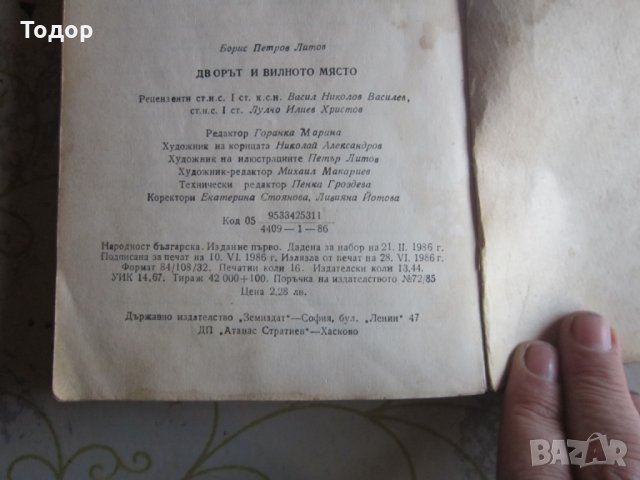 Тодор
Борис Петров Литов
ДВОРЪТ И ВИЛНОТО МЯСТО
Рецензенти ст.н.с. I ст. к.с.н. Васил Николов Василев,
ст.н.с. I ст. Лулчо Илиев Христов
Редактор Горанка Марина
Художник на корицата Николай Александров
Художник на илюстрациите Петър Литов
Художник-редактор Михаил Макариев
Технически редактор Пенка Гроздева
Коректори Екатерина Стоянова, Ливияна Йотова
Код 05 9533425311
4409—1—86
Народност българска. Издание първо. Дадена за набор на 21. II. 1986 г.
Подписана за печат на 10. VI. 1986 г. Излязва от печат на 28. VI. 1986 г.
Формат 84/108/32. Печатни коли 16. Издателски коли 13,44.
УИК 14,67. Тираж 42 000+100. Поръчка на издателството №72/85
Цена 2,28 лв.
Държавно издателство „Земиздат"—София, бул. „Ленин" 47
ДП „Атанас Стратиев"—Хасково
BAZAR